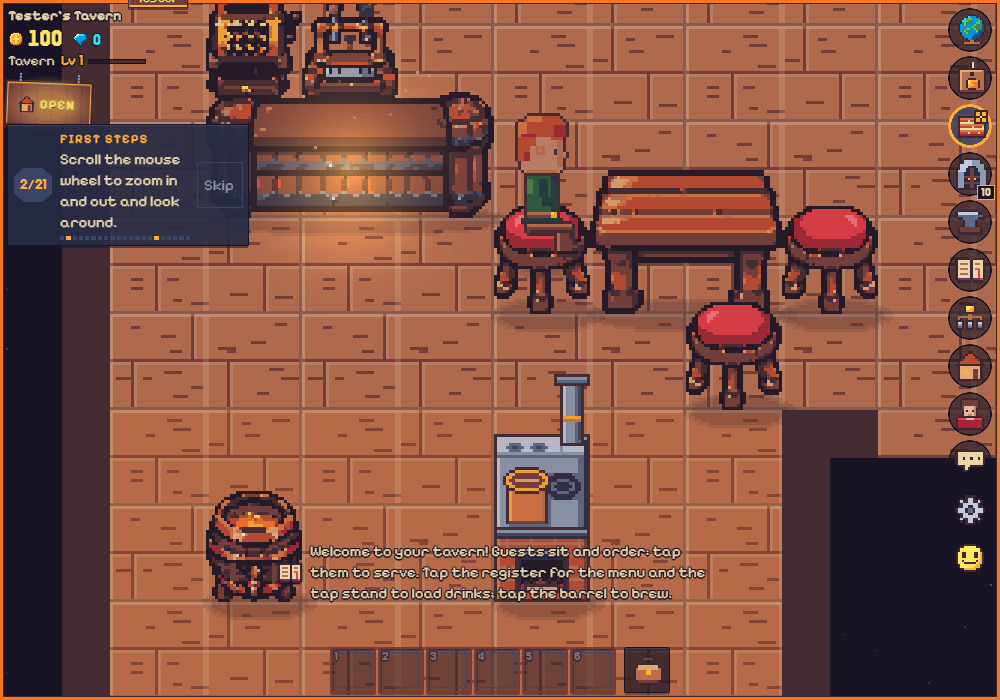 Tester's Tavern
100 0
Tavern Lv 1
OPEN
FIRST STEPS
2/21
Scroll the mouse
wheel to zoom in
and out and look
around.
Skip
10
Welcome to your tavern! Guests sit and order: tap
them to serve. Tap the register for the menu and the
tap stand to load drinks; tap the barrel to brew.
1 2 3 4 5 6